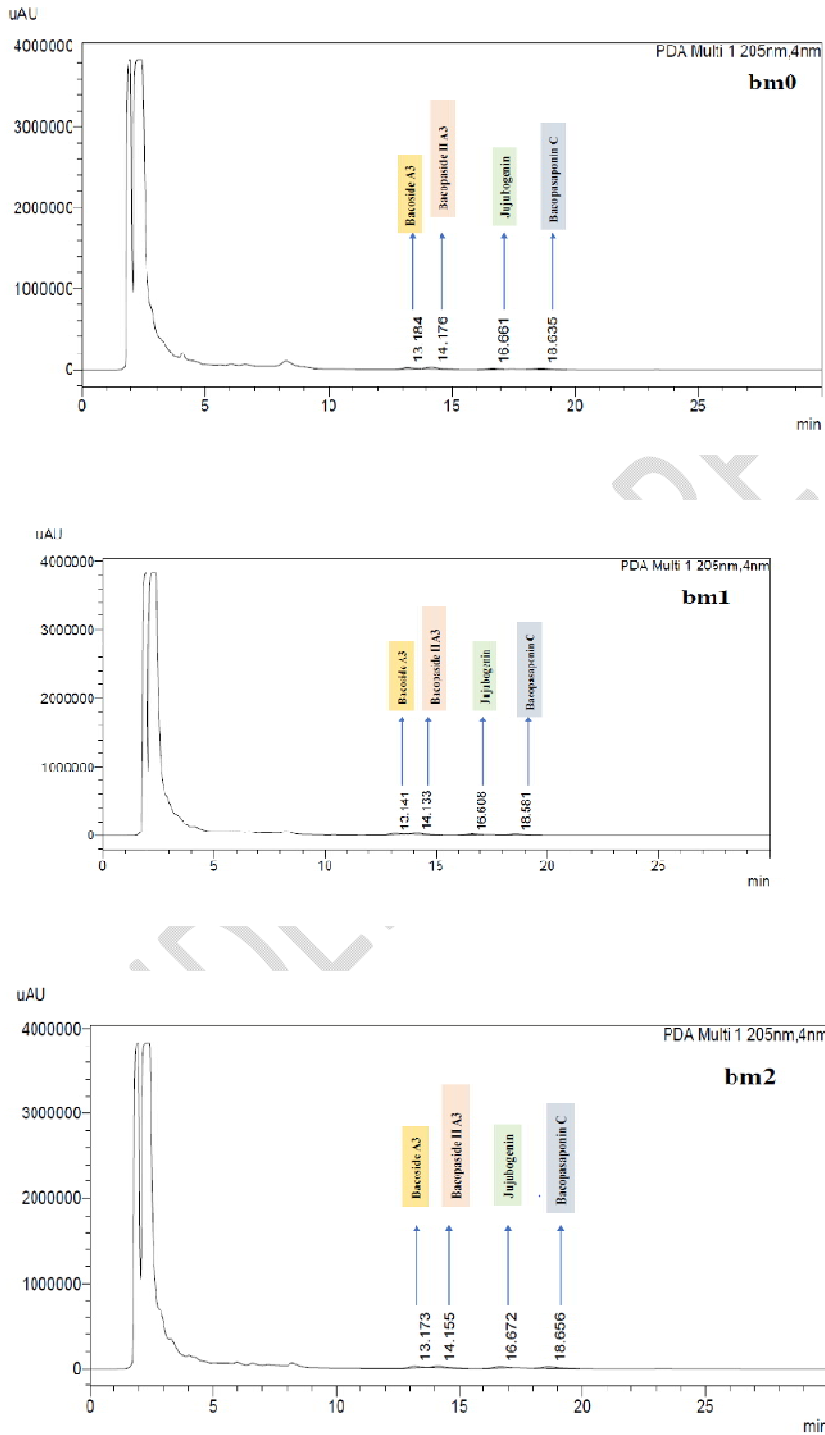 uAU
PDA Multi 1 205nm,4nm
bm0
4000000
3000000
2000000
1000000
0
Bacoside A3
Bacopaside II A3
Jujubogenin
Bacopasaponin C
13.184
14.176
16.661
18.635
0 5 10 15 20 25
min
uAU
PDA Multi 1 205nm,4nm
bm1
4000000
3000000
2000000
1000000
0
Bacoside A3
Bacopaside II A3
Jujubogenin
Bacopasaponin C
13.141
14.133
16.608
18.581
0 5 10 15 20 25
min
uAU
PDA Multi 1 205nm,4nm
bm2
4000000
3000000
2000000
1000000
0
Bacoside A3
Bacopaside II A3
Jujubogenin
Bacopasaponin C
13.173
14.155
16.672
18.656
0 5 10 15 20 25
min